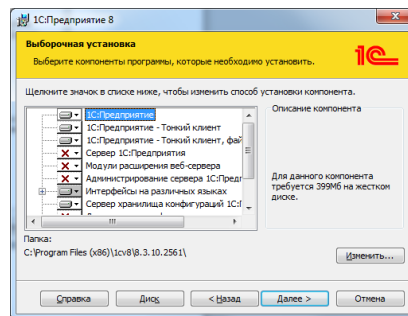 1С:Предприятие 8
Выборочная установка
Выберите компоненты программы, которые необходимо установить.
1С
Щелкните значок в списке ниже, чтобы изменить способ установки компонента.
1С:Предприятие
1С:Предприятие - Тонкий клиент
1С:Предприятие - Тонкий клиент, фай
Сервер 1С:Предприятия
Модули расширения веб-сервера
Администрирование сервера 1С:Предг
Интерфейсы на различных языках
Сервер хранилища конфигураций 1С:Г
Описание компонента
Для данного компонента
требуется 399Мб на жестком
диске.
Папка:
C:\Program Files (x86)\1cv8\8.3.10.2561\
Изменить...
Справка
Диск
< Назад
Далее >
Отмена